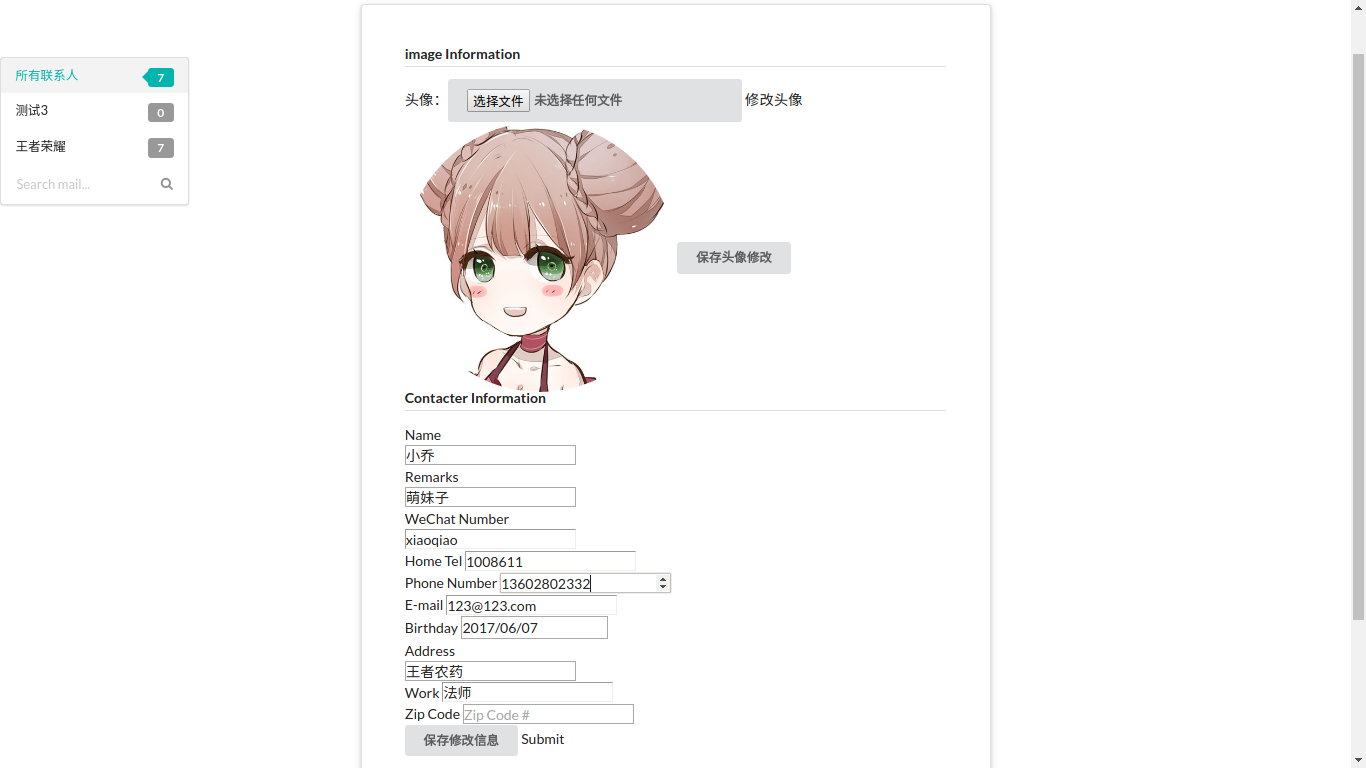 所有联系人 7
测试3 0
王者荣耀 7
Search mail...
image Information
头像： 选择文件 未选择任何文件 修改头像
保存头像修改
Contacter Information
Name
小乔
Remarks
萌妹子
WeChat Number
xiaoqiao
Home Tel 1008611
Phone Number 13602802332
E-mail 123@123.com
Birthday 2017/06/07
Address
王者农药
Work 法师
Zip Code Zip Code #
保存修改信息 Submit